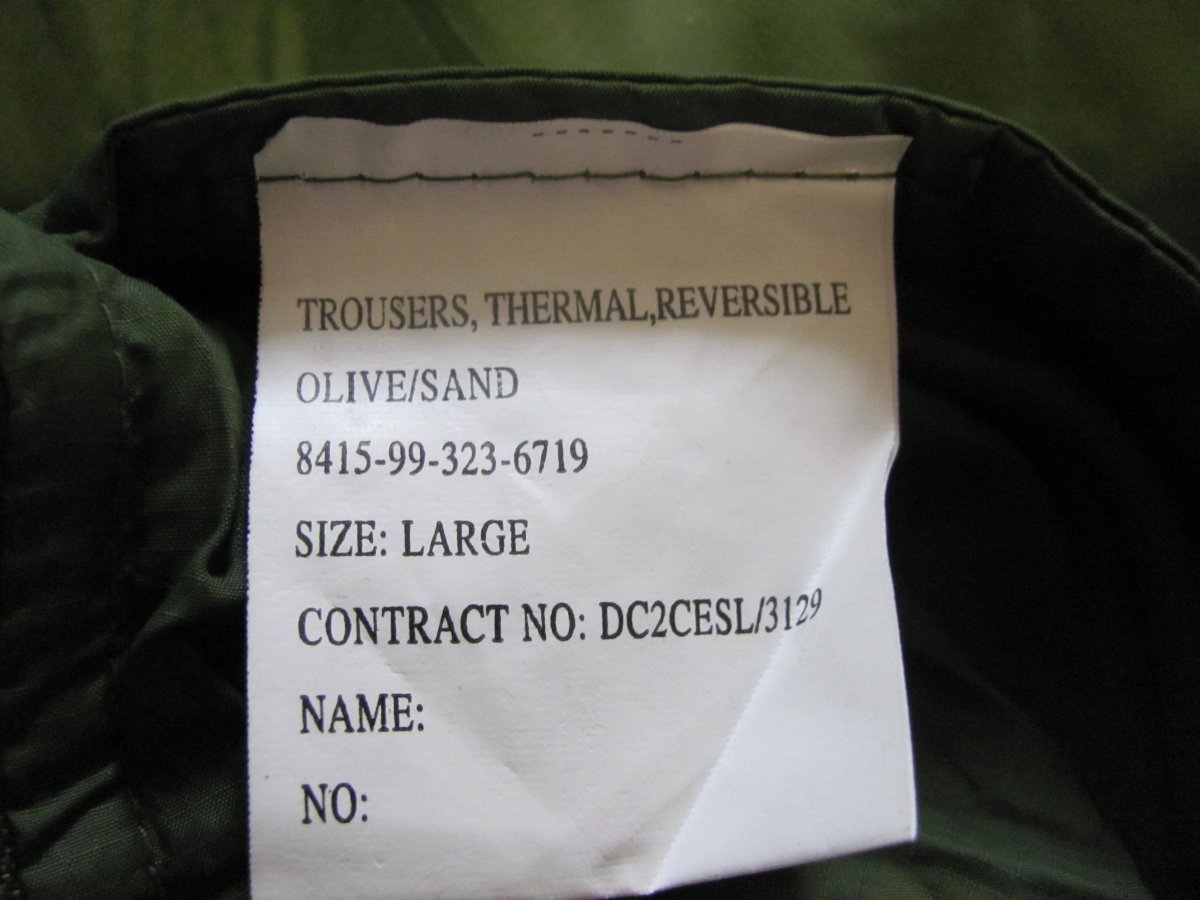 TROUSERS, THERMAL,REVERSIBLE
OLIVE/SAND
8415-99-323-6719
SIZE: LARGE
CONTRACT NO: DC2CESL/3129
NAME:
NO: